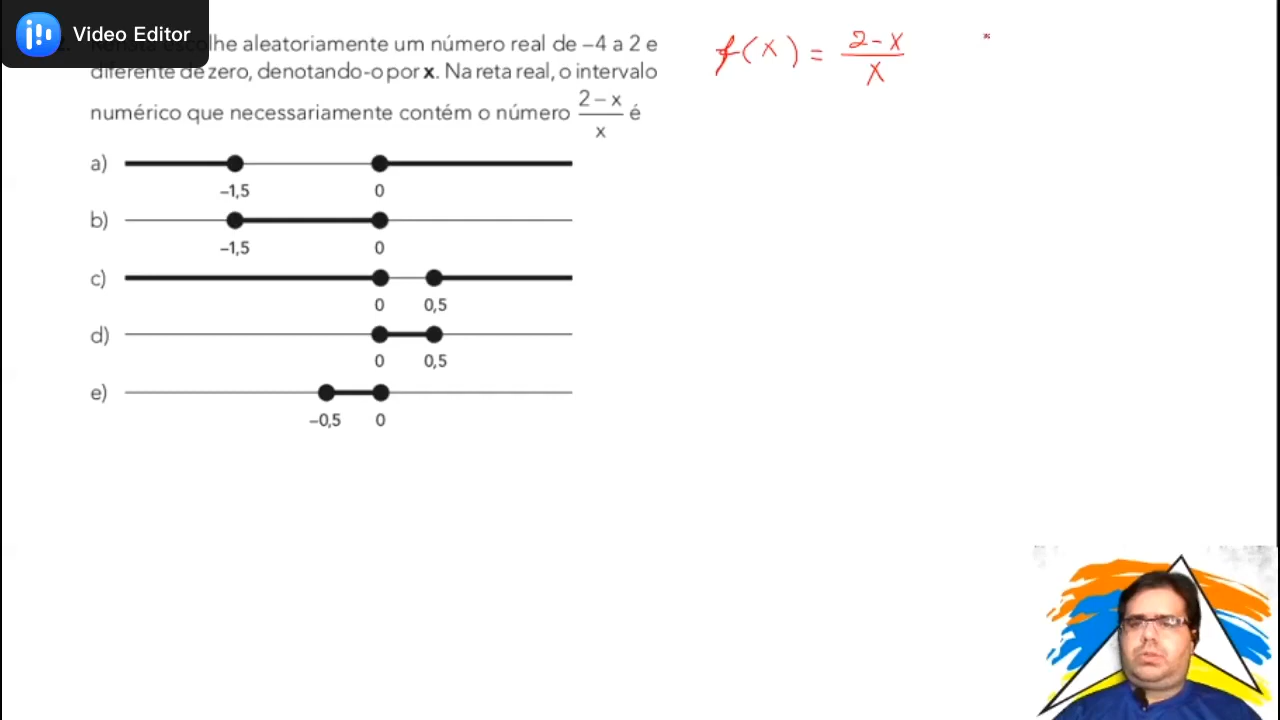 Video Editor
escolhe aleatoriamente um número real de –4 a 2 e
diferente de zero, denotando-o por x. Na reta real, o intervalo
numérico que necessariamente contém o número 2 – x / x é
a)
–1,5 0
b)
–1,5 0
c)
0 0,5
d)
0 0,5
e)
–0,5 0
f(x) = 2-x / x